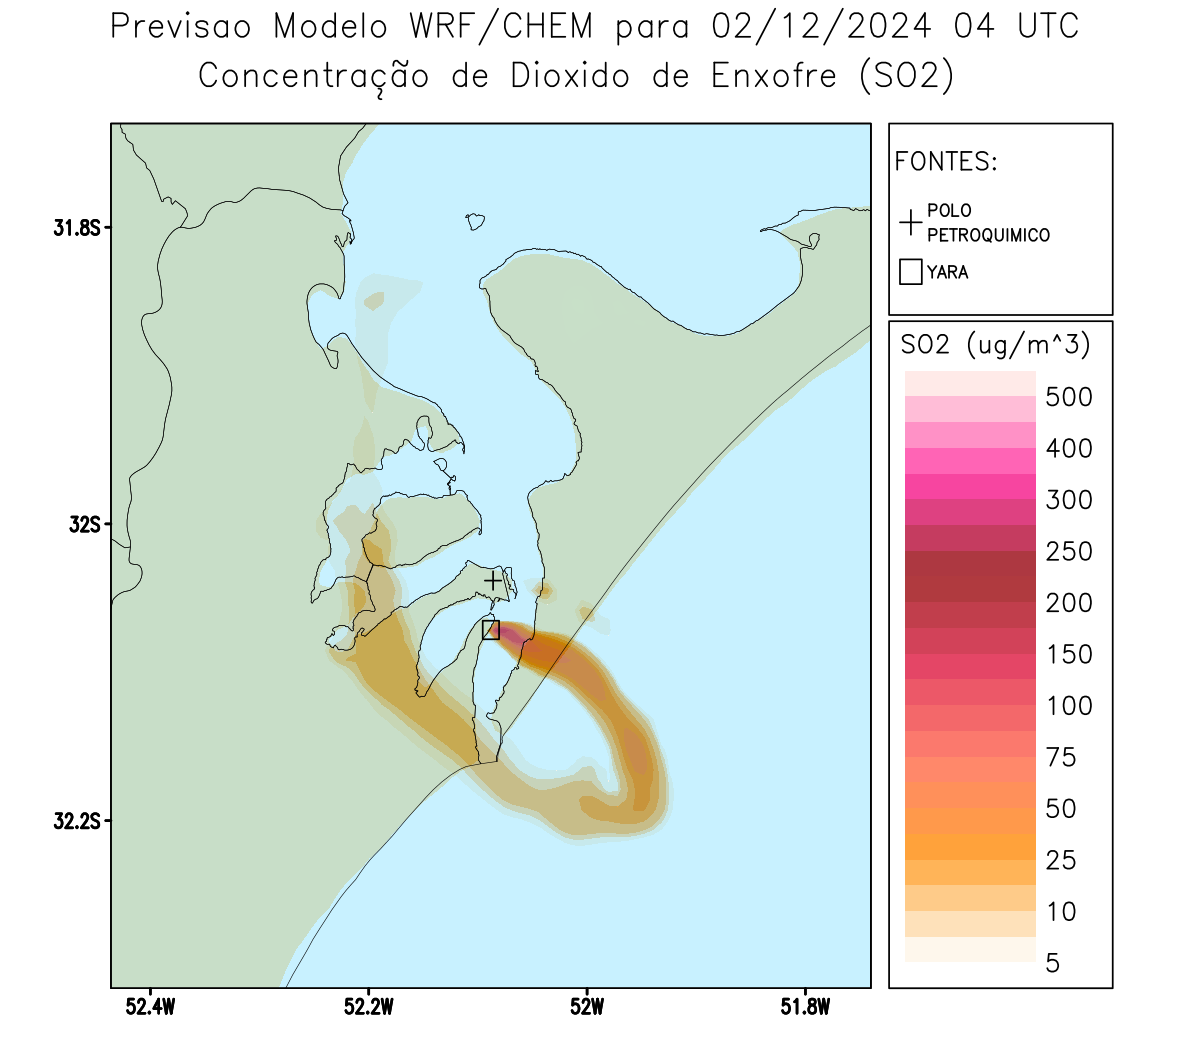 Previsao Modelo WRF/CHEM para 02/12/2024 04 UTC
Concentração de Dioxido de Enxofre (SO2)
FONTES:
POLO
PETROQUIMICO
YARA
31.8S
32S
32.2S
52.4W
52.2W
52W
51.8W
SO2 (ug/m^3)
500
400
300
250
200
150
100
75
50
25
10
5